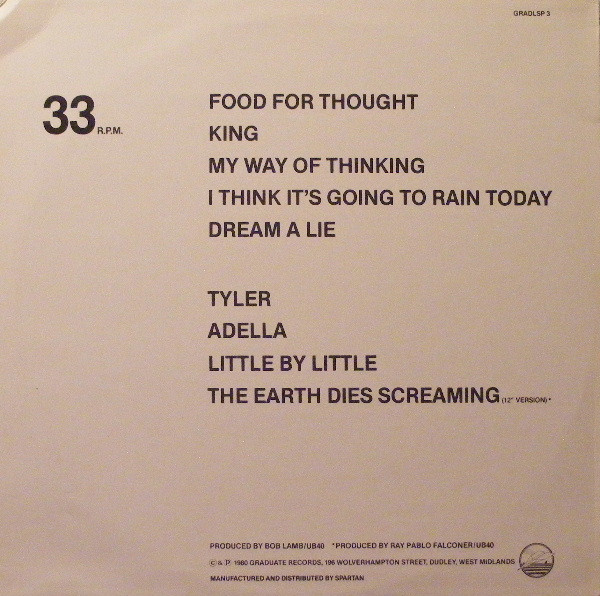 GRADLSP 3
33 R.P.M.
FOOD FOR THOUGHT
KING
MY WAY OF THINKING
I THINK IT'S GOING TO RAIN TODAY
DREAM A LIE
TYLER
ADELLA
LITTLE BY LITTLE
THE EARTH DIES SCREAMING (12" VERSION) *
PRODUCED BY BOB LAMB/UB40 *PRODUCED BY RAY PABLO FALCONER/UB40
© & ℗ 1980 GRADUATE RECORDS, 196 WOLVERHAMPTON STREET, DUDLEY, WEST MIDLANDS
MANUFACTURED AND DISTRIBUTED BY SPARTAN